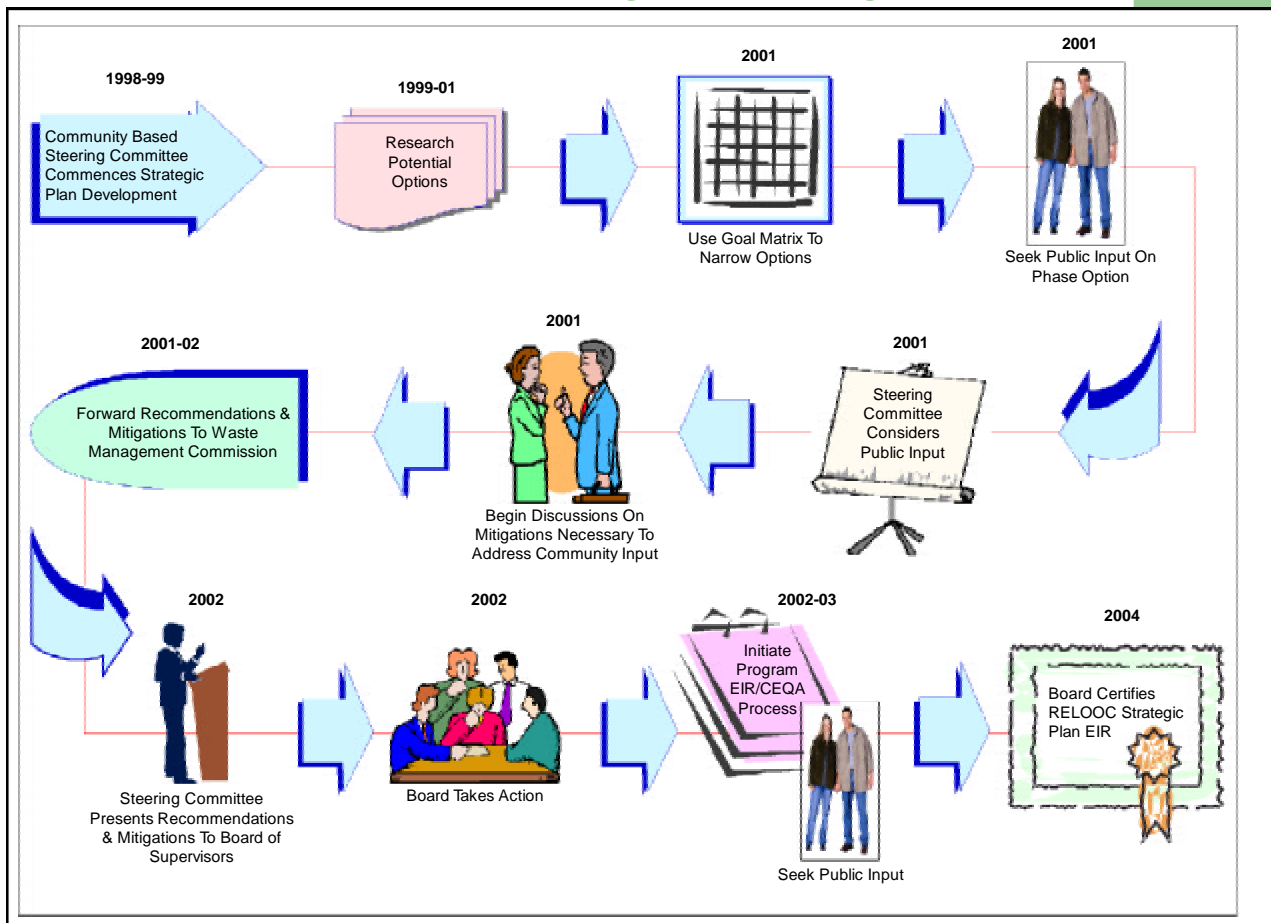 1998-99
Community Based
Steering Committee
Commences Strategic
Plan Development
1999-01
Research
Potential
Options
2001
Use Goal Matrix To
Narrow Options
2001
Seek Public Input On
Phase Option
2001
Steering
Committee
Considers
Public Input
2001
Begin Discussions On
Mitigations Necessary To
Address Community Input
2001-02
Forward Recommendations &
Mitigations To Waste
Management Commission
2002
Steering Committee
Presents Recommendations
& Mitigations To Board of
Supervisors
2002
Board Takes Action
2002-03
Initiate
Program
EIR/CEQA
Process
Seek Public Input
2004
Board Certifies
RELOOC Strategic
Plan EIR